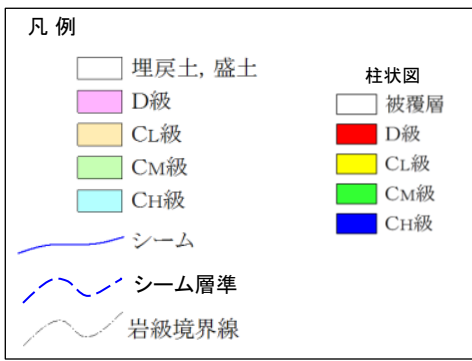 凡 例
埋戻土, 盛土
D級
CL級
CM級
CH級
シーム
シーム層準
岩級境界線
柱状図
被覆層
D級
CL級
CM級
CH級